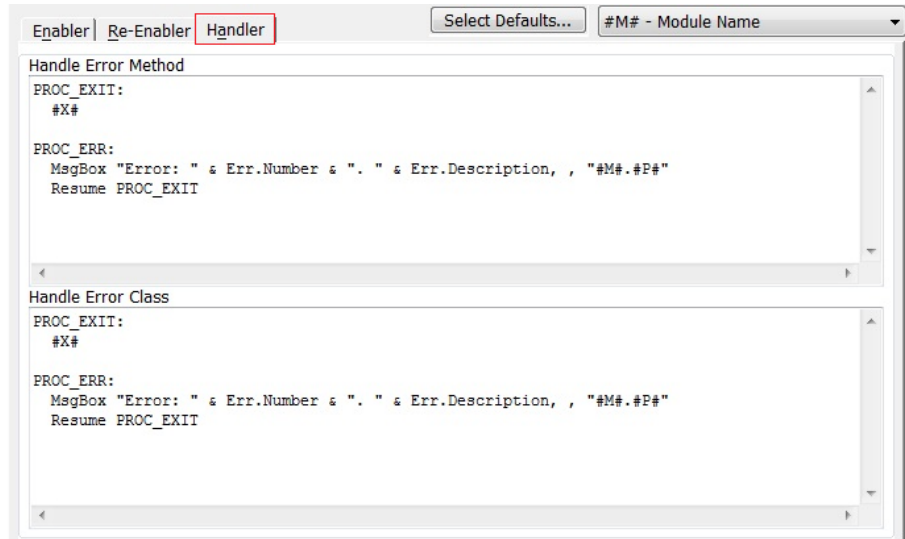 Enabler Re-Enabler Handler Select Defaults... #M# - Module Name
Handle Error Method
PROC_EXIT:
  #X#
PROC_ERR:
  MsgBox "Error: " & Err.Number & ". " & Err.Description, , "#M#.#P#"
  Resume PROC_EXIT
Handle Error Class
PROC_EXIT:
  #X#
PROC_ERR:
  MsgBox "Error: " & Err.Number & ". " & Err.Description, , "#M#.#P#"
  Resume PROC_EXIT